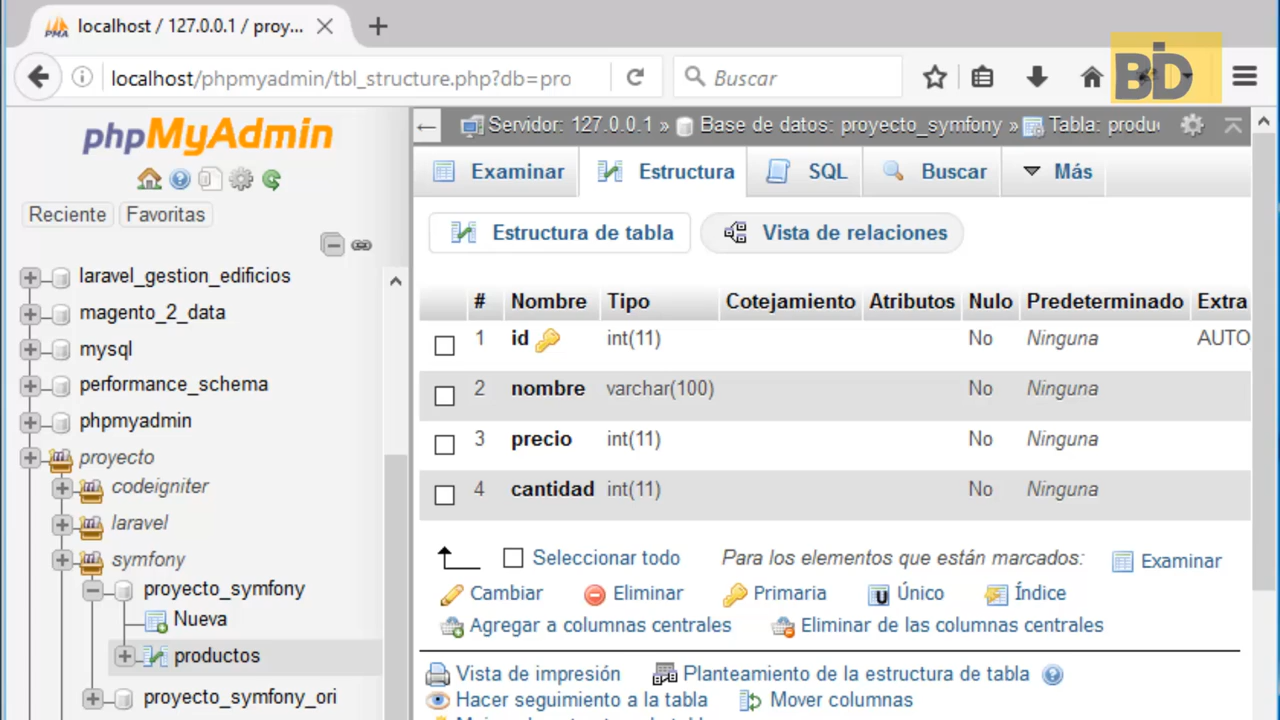 localhost / 127.0.0.1 / proy...
localhost/phpmyadmin/tbl_structure.php?db=pro
Buscar
BID
phpMyAdmin
Reciente Favoritas
laravel_gestion_edificios
magento_2_data
mysql
performance_schema
phpmyadmin
proyecto
codeigniter
laravel
symfony
proyecto_symfony
Nueva
productos
proyecto_symfony_ori
Servidor: 127.0.0.1 » Base de datos: proyecto_symfony » Tabla: produ
Examinar Estructura SQL Buscar Más
Estructura de tabla Vista de relaciones
# Nombre Tipo Cotejamiento Atributos Nulo Predeterminado Extra
1 id int(11) No Ninguna AUTO
2 nombre varchar(100) No Ninguna
3 precio int(11) No Ninguna
4 cantidad int(11) No Ninguna
Seleccionar todo Para los elementos que están marcados: Examinar
Cambiar Eliminar Primaria Único Índice
Agregar a columnas centrales Eliminar de las columnas centrales
Vista de impresión Planteamiento de la estructura de tabla
Hacer seguimiento a la tabla Mover columnas